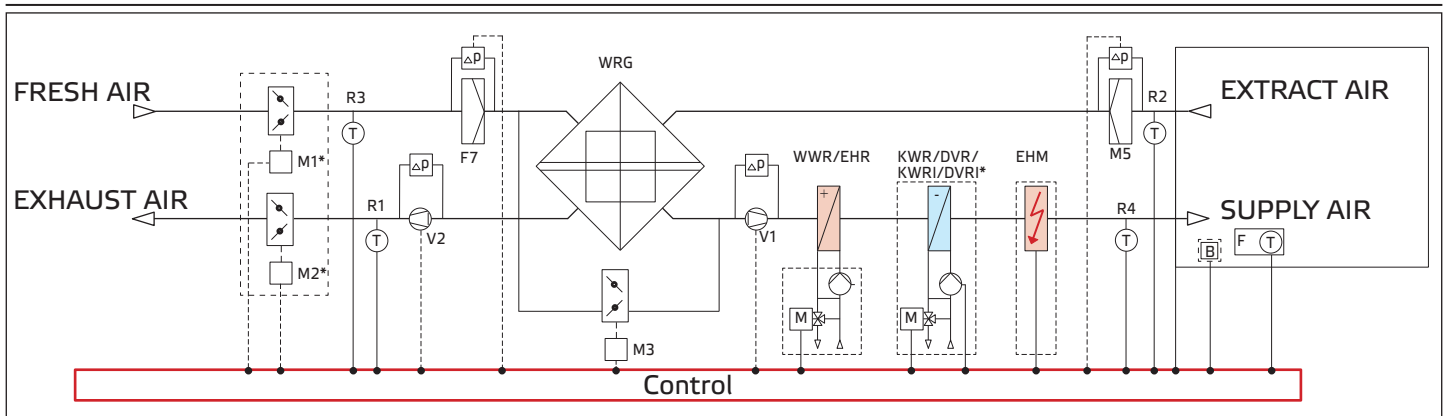 WRG
Δp
Δp
FRESH AIR
R3
R2
EXTRACT AIR
T
T
F7
M5
M1*
WWR/EHR
KWR/DVR/
KWRI/DVRI*
EHM
Δp
Δp
EXHAUST AIR
R1
+
-
R4
SUPPLY AIR
T
V2
V1
T
B
F T
M2*
M
M
M3
Control